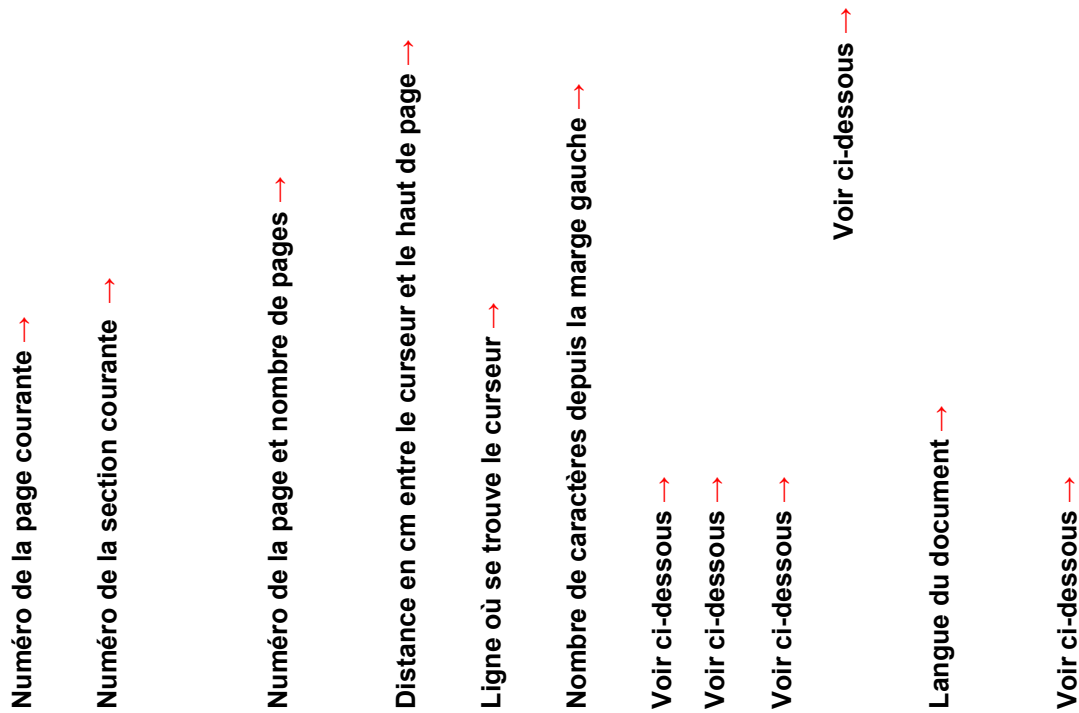 Numéro de la page courante →
Numéro de la section courante →
Numéro de la page et nombre de pages →
Distance en cm entre le curseur et le haut de page →
Ligne où se trouve le curseur →
Nombre de caractères depuis la marge gauche →
Voir ci-dessous →
Voir ci-dessous →
Voir ci-dessous →
Voir ci-dessous →
Langue du document →
Voir ci-dessous →